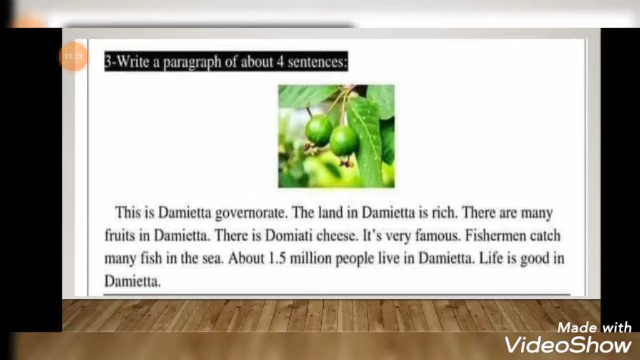 3-Write a paragraph of about 4 sentences:
This is Damietta governorate. The land in Damietta is rich. There are many
fruits in Damietta. There is Domiati cheese. It's very famous. Fishermen catch
many fish in the sea. About 1.5 million people live in Damietta. Life is good in
Damietta.
Made with
VideoShow